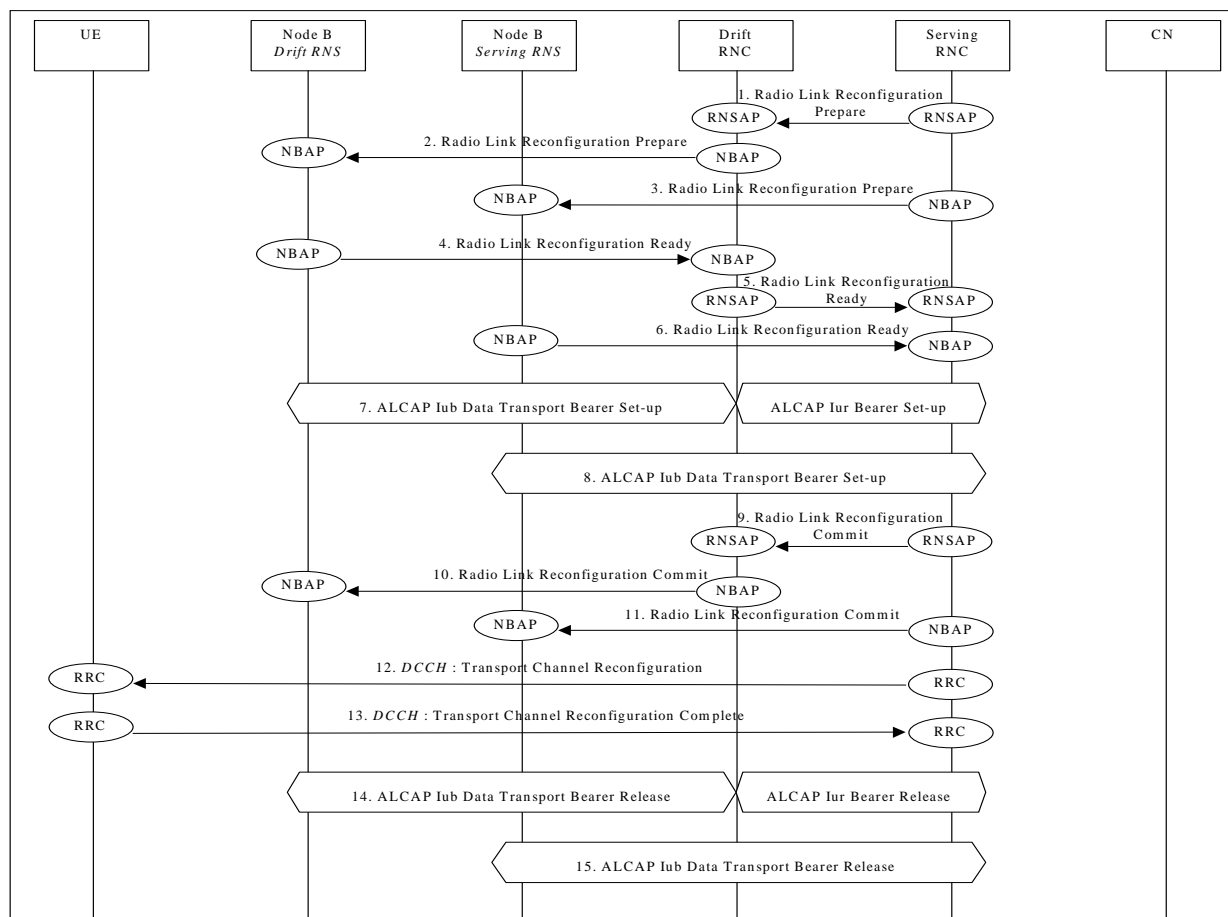 UE
Node B
Drift RNS
Node B
Serving RNS
Drift
RNC
Serving
RNC
CN
1. Radio Link Reconfiguration
Prepare
RNSAP
RNSAP
2. Radio Link Reconfiguration Prepare
NBAP
NBAP
3. Radio Link Reconfiguration Prepare
NBAP
NBAP
4. Radio Link Reconfiguration Ready
NBAP
NBAP
5. Radio Link Reconfiguration
Ready
RNSAP
RNSAP
6. Radio Link Reconfiguration Ready
NBAP
NBAP
7. ALCAP Iub Data Transport Bearer Set-up
ALCAP Iur Bearer Set-up
8. ALCAP Iub Data Transport Bearer Set-up
9. Radio Link Reconfiguration
Commit
RNSAP
RNSAP
10. Radio Link Reconfiguration Commit
NBAP
NBAP
11. Radio Link Reconfiguration Commit
NBAP
NBAP
12. DCCH : Transport Channel Reconfiguration
RRC
RRC
13. DCCH : Transport Channel Reconfiguration Complete
RRC
RRC
14. ALCAP Iub Data Transport Bearer Release
ALCAP Iur Bearer Release
15. ALCAP Iub Data Transport Bearer Release